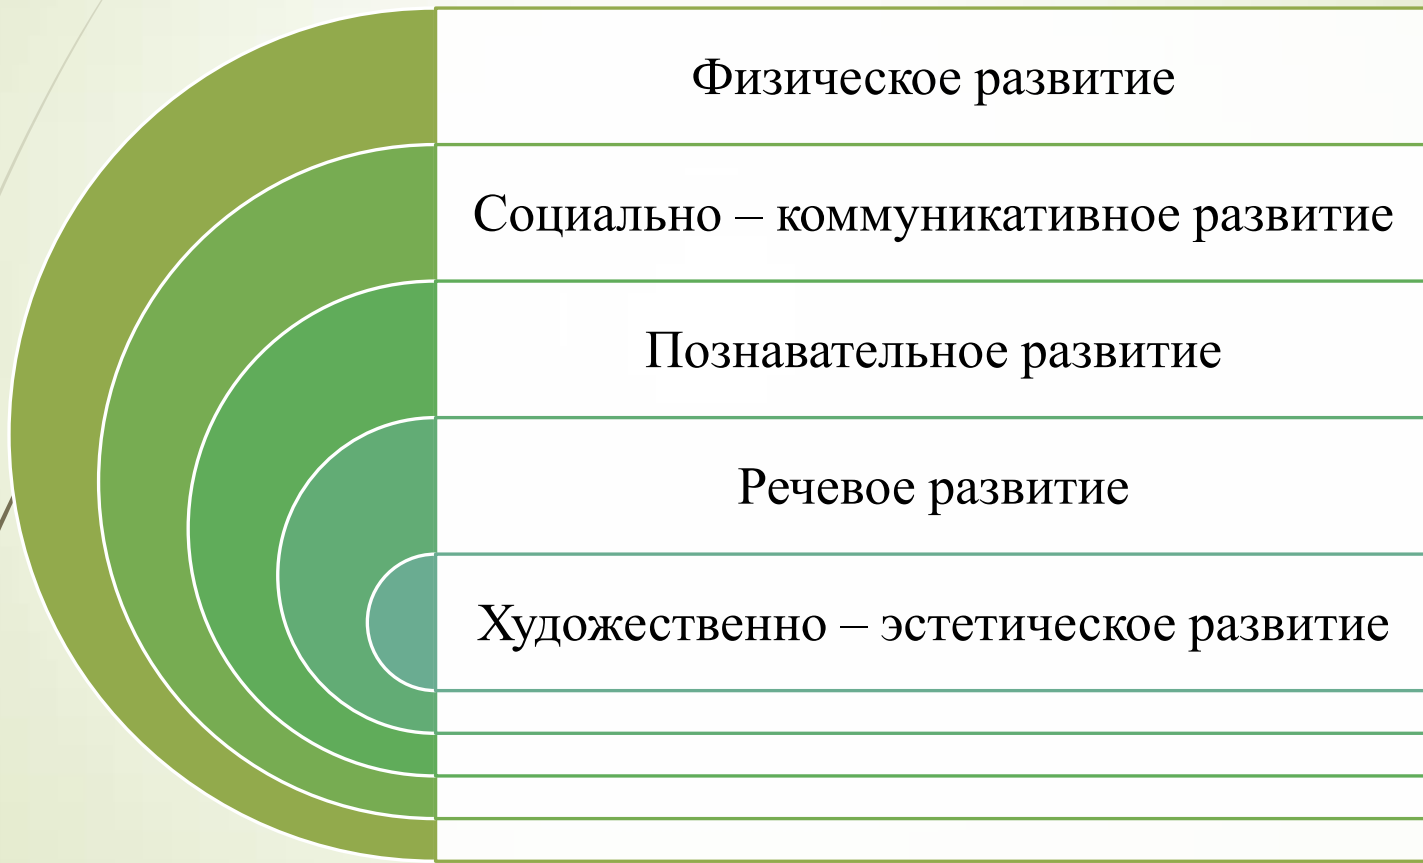 Физическое развитие
Социально – коммуникативное развитие
Познавательное развитие
Речевое развитие
Художественно – эстетическое развитие